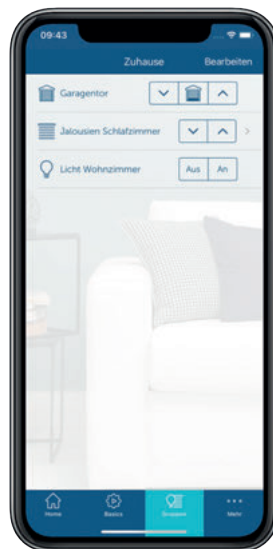 09:43
Zuhause Bearbeiten
Garagentor
Jalousien Schlafzimmer
Licht Wohnzimmer Aus An
Home Basics Gruppen Mehr